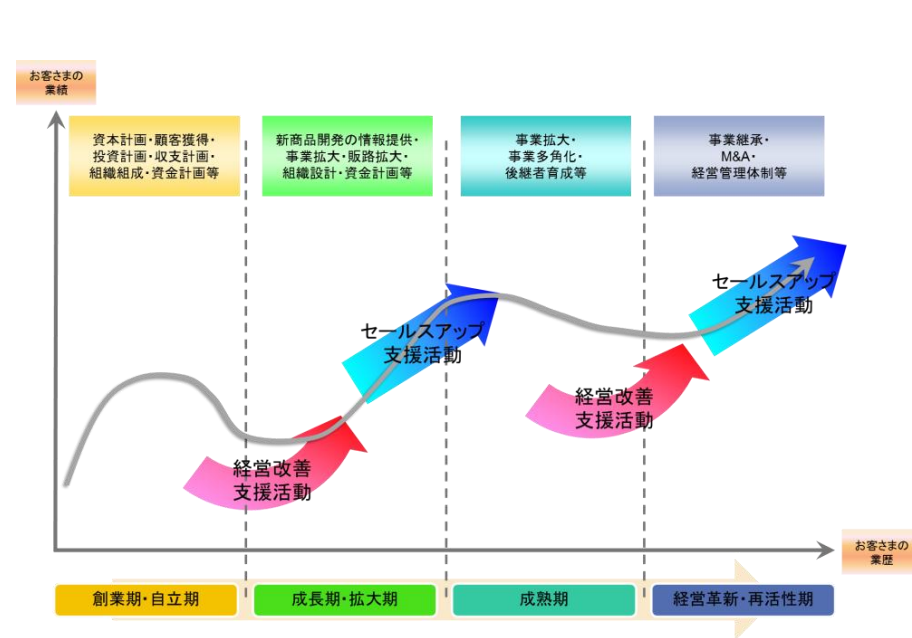 お客さまの
業績
資本計画・顧客獲得・
投資計画・収支計画・
組織組成・資金計画等
新商品開発の情報提供・
事業拡大・販路拡大・
組織設計・資金計画等
事業拡大・
事業多角化・
後継者育成等
事業継承・
M&A・
経営管理体制等
セールスアップ
支援活動
セールスアップ
支援活動
経営改善
支援活動
経営改善
支援活動
お客さまの
業歴
創業期・自立期
成長期・拡大期
成熟期
経営革新・再活性期